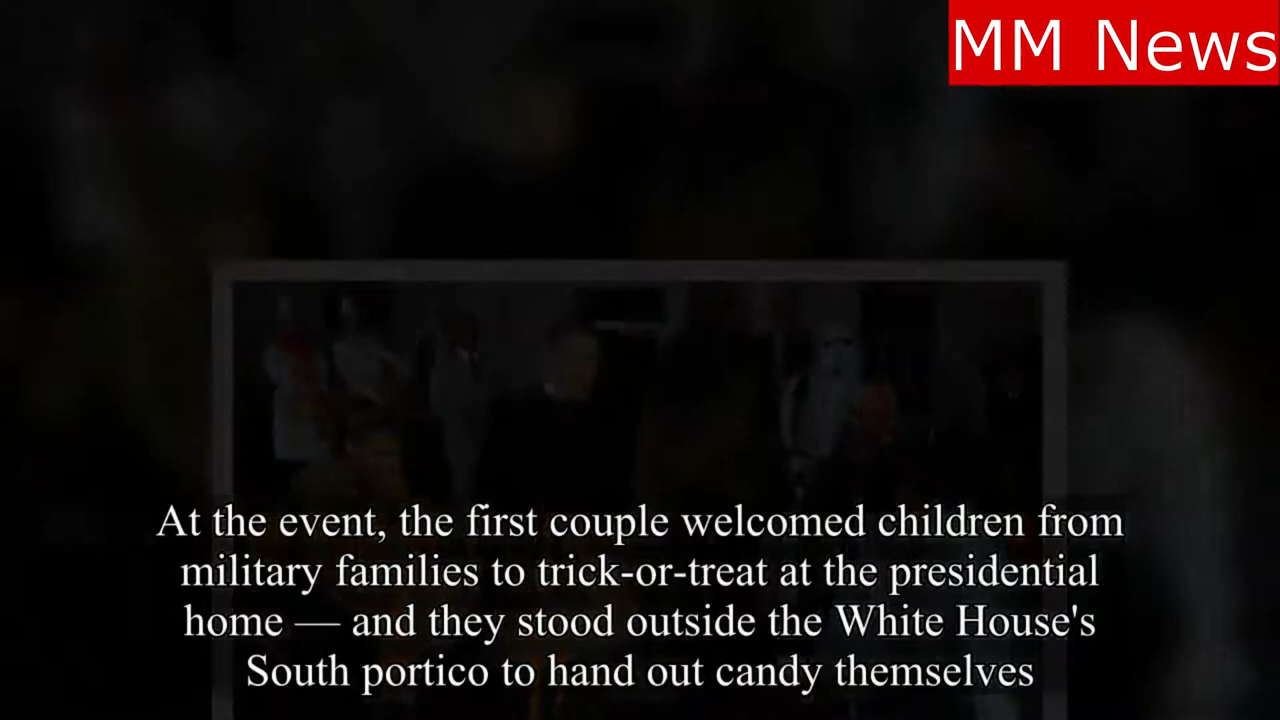 MM News
At the event, the first couple welcomed children from
military families to trick-or-treat at the presidential
home — and they stood outside the White House's
South portico to hand out candy themselves